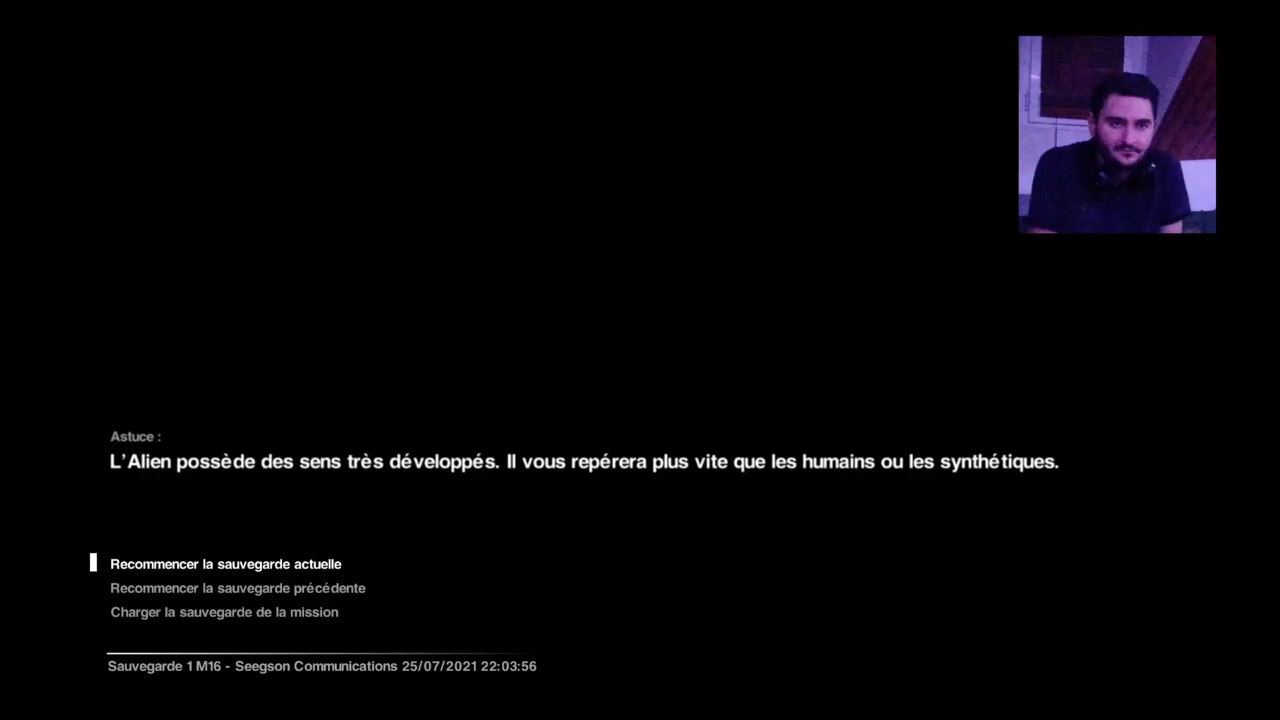 Astuce :
L'Alien possède des sens très développés. Il vous repérera plus vite que les humains ou les synthétiques.
Recommencer la sauvegarde actuelle
Recommencer la sauvegarde précédente
Charger la sauvegarde de la mission
Sauvegarde 1 M16 - Seegson Communications 25/07/2021 22:03:56